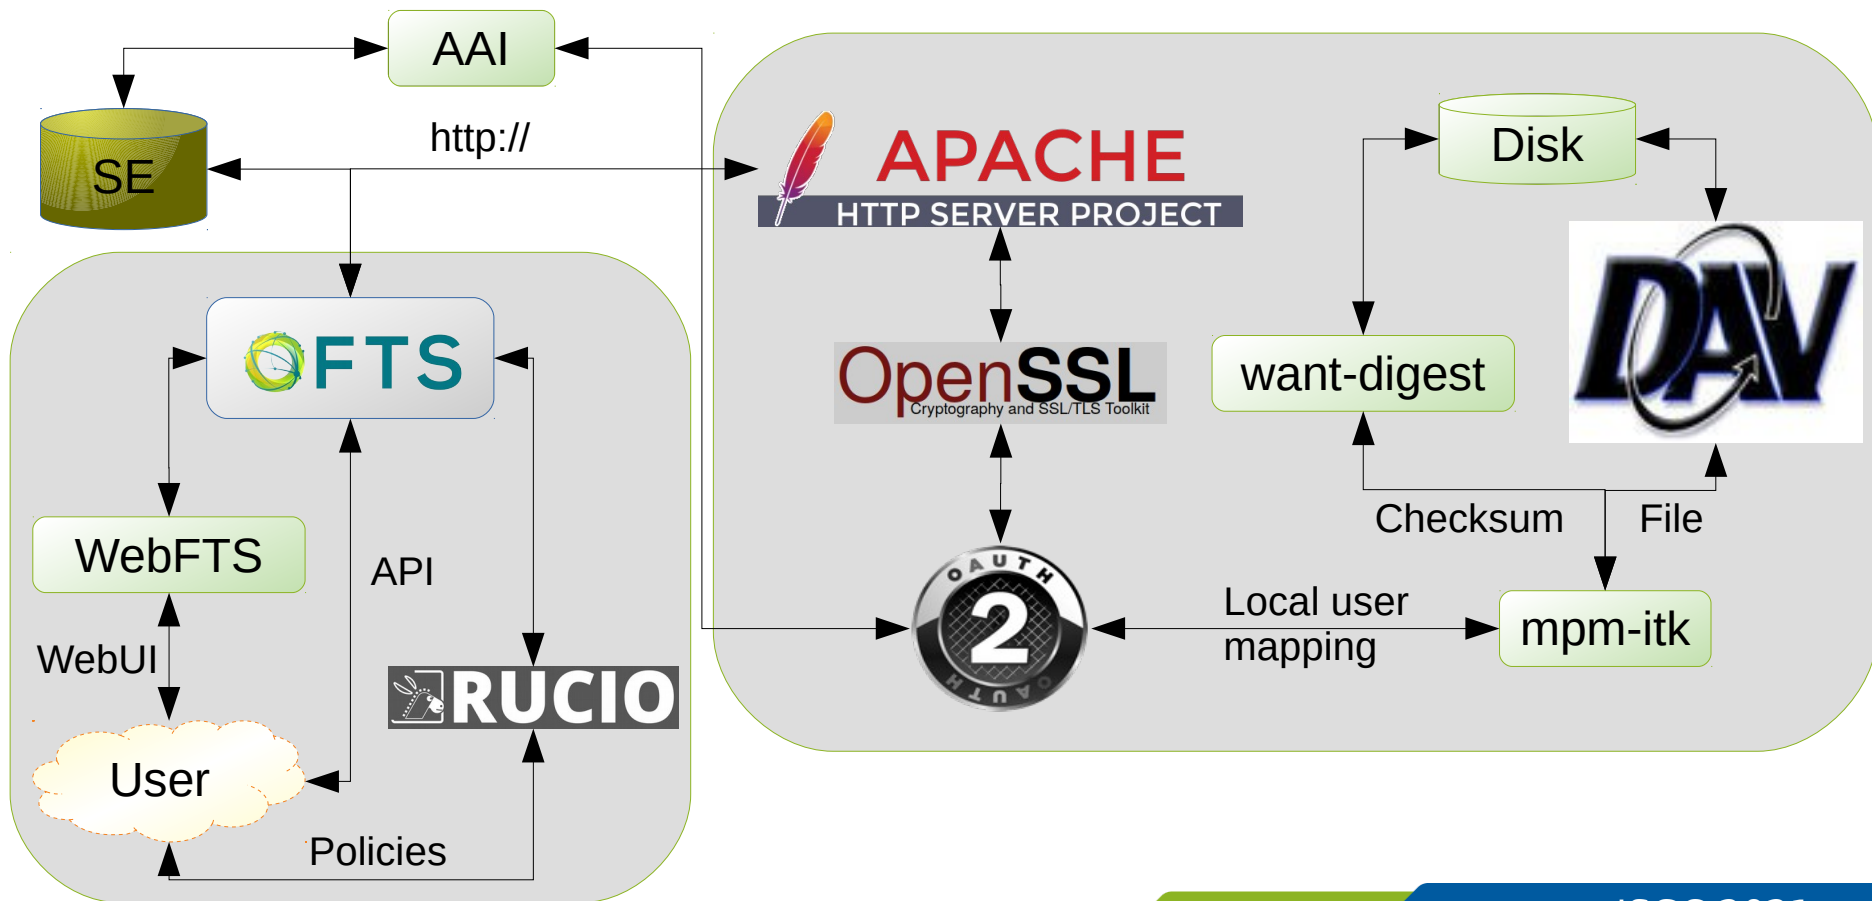 AAI
http://
SE
APACHE
HTTP SERVER PROJECT
Disk
DAV
FTS
OpenSSL
Cryptography and SSL/TLS Toolkit
want-digest
WebFTS
API
WebUI
RUCIO
User
Policies
OAUTH
2
OAUTH
Local user
mapping
Checksum
File
mpm-itk